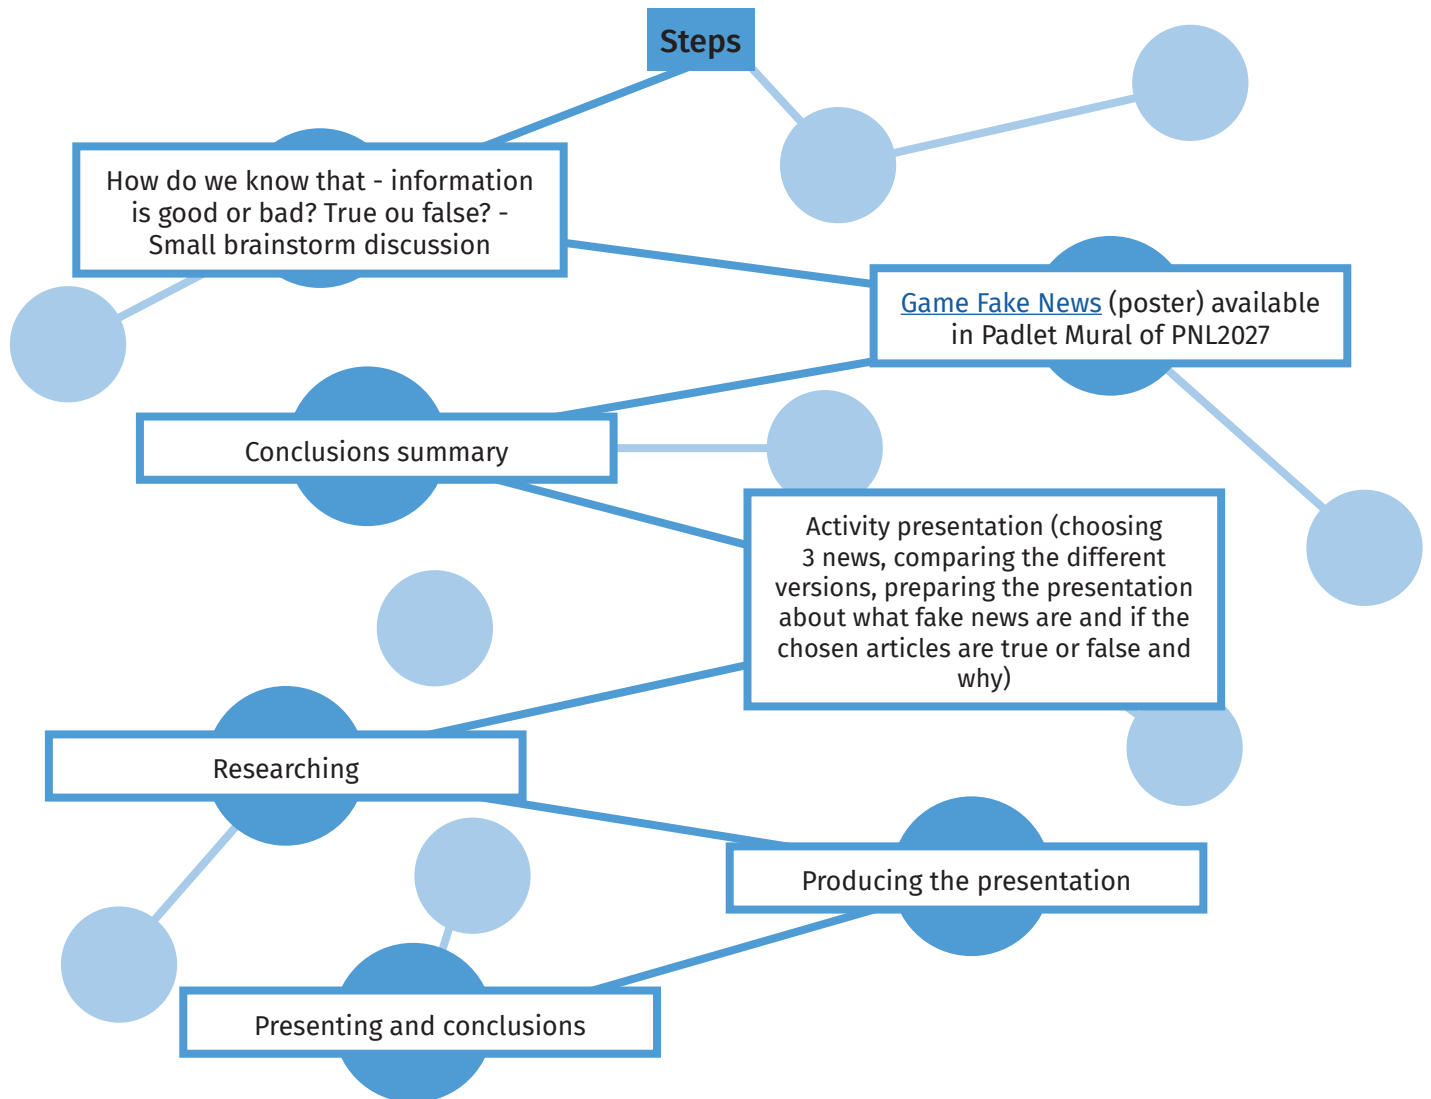 Steps
How do we know that - information
is good or bad? True ou false? -
Small brainstorm discussion
Game Fake News (poster) available
in Padlet Mural of PNL2027
Conclusions summary
Activity presentation (choosing
3 news, comparing the different
versions, preparing the presentation
about what fake news are and if the
chosen articles are true or false and
why)
Researching
Producing the presentation
Presenting and conclusions